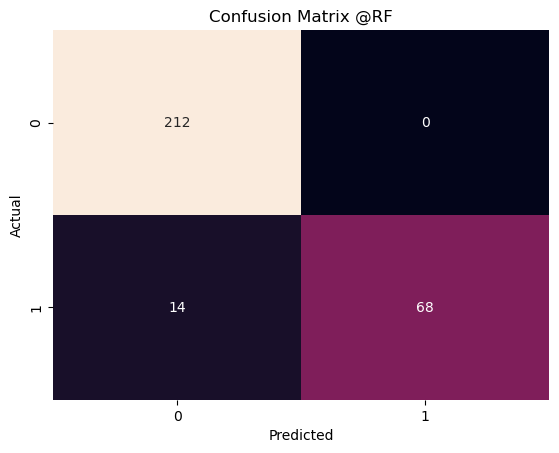 Confusion Matrix @RF
0
212
0
Actual
1
14
68
0
1
Predicted